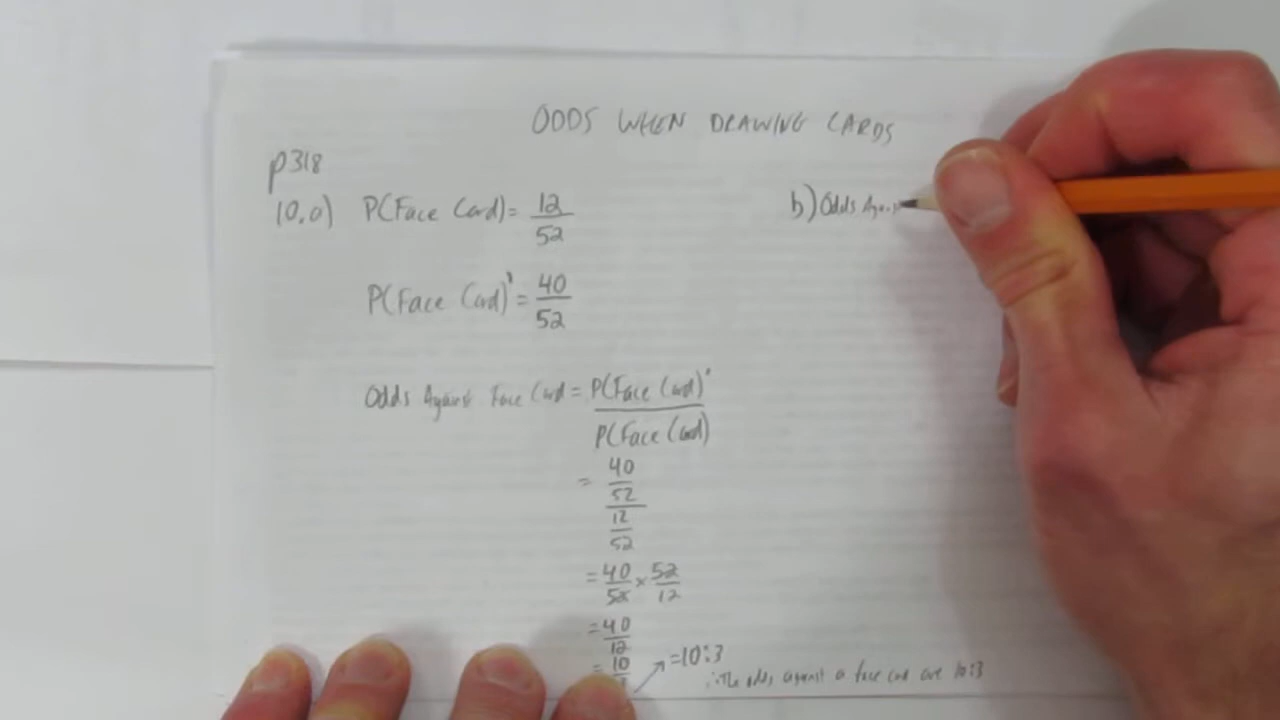 ODDS WHEN DRAWING CARDS
p318
10,a) P(Face Card) = 12/52
P(Face Card)' = 40/52
Odds Against Face Card = P(Face Card)' / P(Face Card)
= 40/52 / 12/52
= 40/52 × 52/12
= 40/12
= 10/3 → = 10:3
∴ The odds against a face card are 10:3
b) Odds Agains